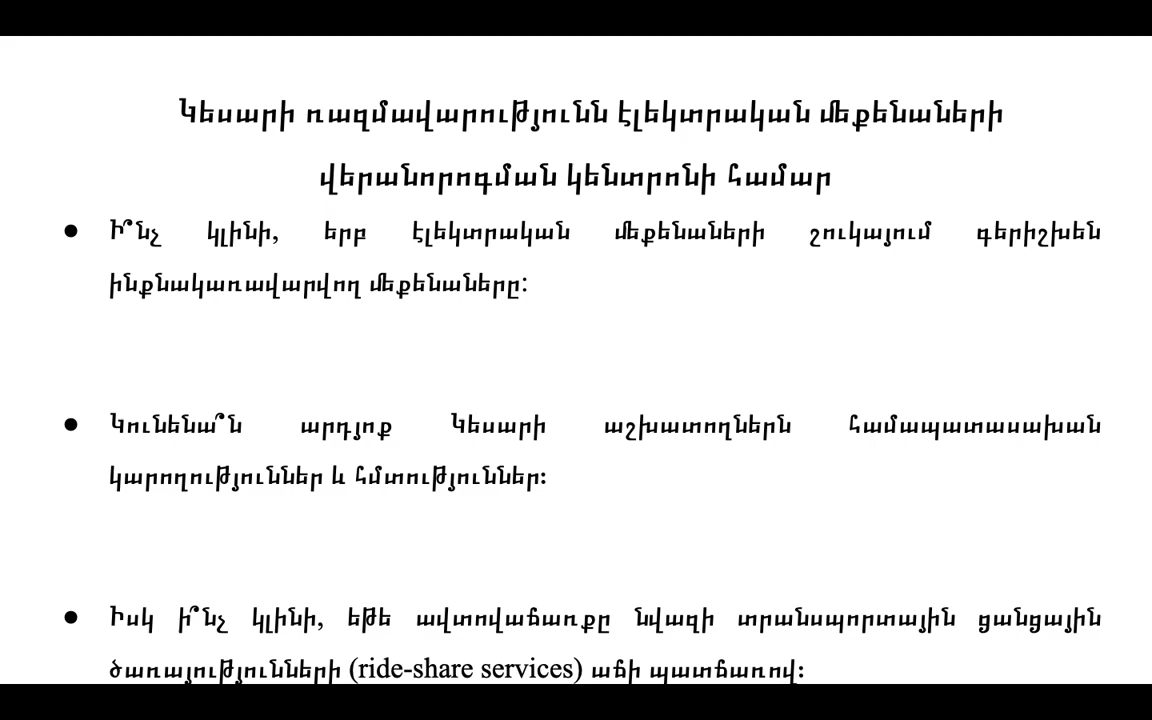 Կեսարի ռազմավարությունն էլեկտրական մեքենաների
վերանորոգման կենտրոնի համար
● Ի՞նչ կլինի, երբ էլեկտրական մեքենաների շուկայում գերիշխեն
ինքնակառավարվող մեքենաները:
● Կունենա՞ն արդյոք Կեսարի աշխատողներն համապատասխան
կարողություններ և հմտություններ։
● Իսկ ի՞նչ կլինի, եթե ավտովաճառքը նվազի տրանսպորտային ցանցային
ծառայությունների (ride-share services) աճի պատճառով։